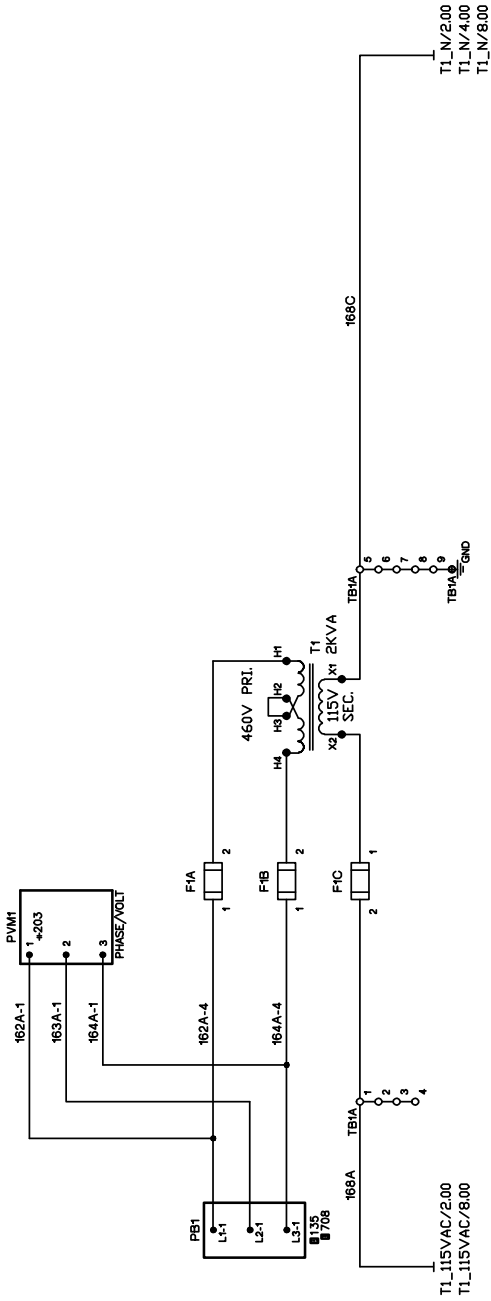 PVM1
*203
1
2
3
PHASE/VOLT
162A-1
163A-1
164A-1
PB1
L1-1
L2-1
L3-1
135
1708
162A-4
164A-4
F1A
1
2
F1B
1
2
F1C
2
1
460V PRI.
H4
H3
H2
H1
T1
2KVA
115V
SEC.
X2
X1
168A
TB1A
1
2
3
4
T1_115VAC/2.00
T1_115VAC/8.00
TB1A
5
6
7
8
9
TB1A
GND
168C
T1_N/2.00
T1_N/4.00
T1_N/8.00